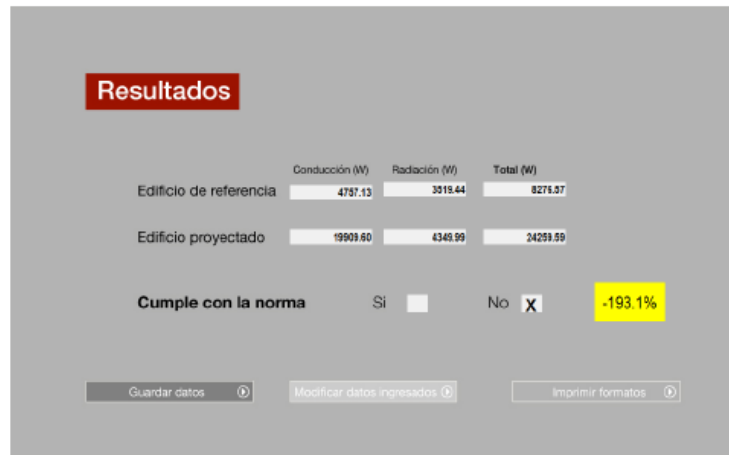 Resultados
Conducción (W) Radiación (W) Total (W)
Edificio de referencia 4757.13 3519.44 8276.57
Edificio proyectado 19909.60 4349.99 24259.59
Cumple con la norma Si No X -193.1%
Guardar datos Modificar datos ingresados Imprimir formatos